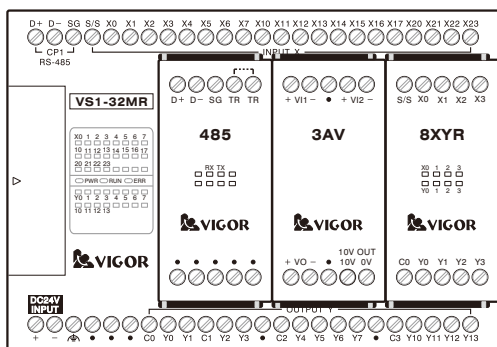 D+ D- SG S/S X0 X1 X2 X3 X4 X5 X6 X7 X10 X11 X12 X13 X14 X15 X16 X17 X20 X21 X22 X23
CP1
RS-485
INPUT X
VS1-32MR
X0 1 2 3 4 5 6 7
10 11 12 13 14 15 16 17
20 21 22 23
PWR RUN ERR
Y0 1 2 3 4 5 6 7
10 11 12 13
VIGOR
D+ D- SG TR TR
485
RX TX
VIGOR
+ VI1 - • + VI2 -
3AV
VIGOR
+ VO - • 10V OUT
10V 0V
S/S X0 X1 X2 X3
8XYR
X0 1 2 3
Y0 1 2 3
VIGOR
C0 Y0 Y1 Y2 Y3
DC24V
INPUT
OUTPUT Y
+ - • • • C0 Y0 Y1 C1 Y2 Y3 • C2 Y4 Y5 Y6 Y7 • C3 Y10 Y11 Y12 Y13